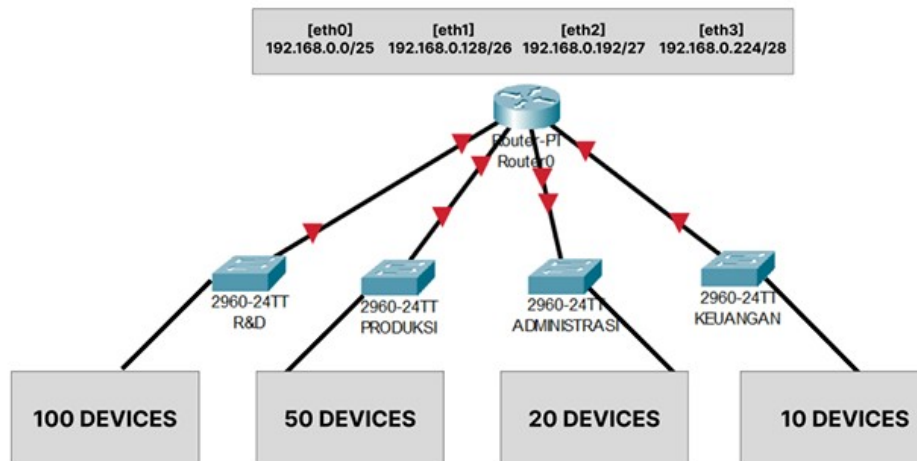 [eth0] [eth1] [eth2] [eth3]
192.168.0.0/25 192.168.0.128/26 192.168.0.192/27 192.168.0.224/28
Router-PT
Router0
2960-24TT 2960-24TT 2960-24TT 2960-24TT
R&D PRODUKSI ADMINISTRASI KEUANGAN
100 DEVICES 50 DEVICES 20 DEVICES 10 DEVICES